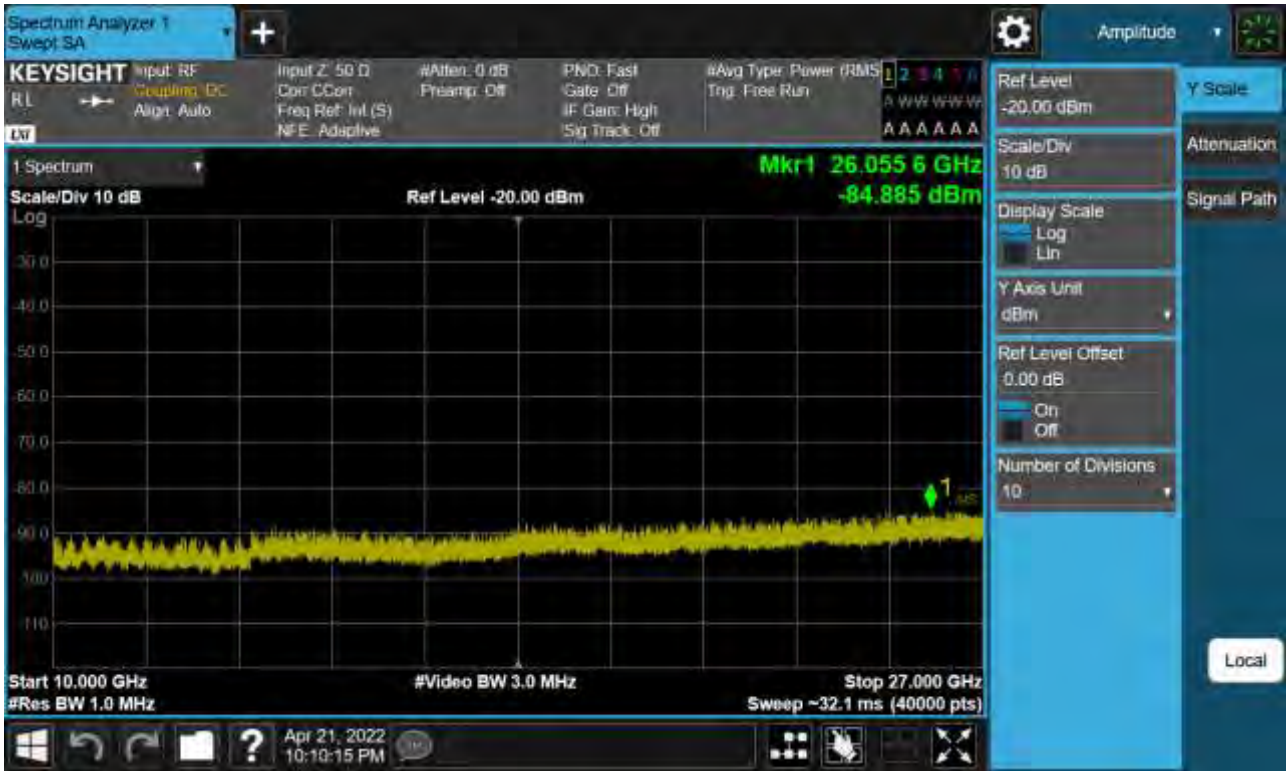 Spectrum Analyzer 1
Swept SA
+
Amplitude
KEYSIGHT
RL
Input: RF
Coupling: DC
Align: Auto
Input Z: 50 Ω
Corr CCorr
Freq Ref: Int (S)
NFE: Adaptive
#Atten: 0 dB
Preamp: Off
PNO: Fast
Gate: Off
IF Gain: High
Sig Track: Off
#Avg Type: Power (RMS
Trig: Free Run
1 2 3 4 5 6
A W W W W W
A A A A A A
1 Spectrum
Scale/Div 10 dB
Ref Level -20.00 dBm
Mkr1 26.055 6 GHz
-84.885 dBm
Log
-30.0
-40.0
-50.0
-60.0
-70.0
-80.0
-90.0
-100
-110
1
Start 10.000 GHz
#Video BW 3.0 MHz
Stop 27.000 GHz
#Res BW 1.0 MHz
Sweep ~32.1 ms (40000 pts)
Ref Level
-20.00 dBm
Scale/Div
10 dB
Display Scale
Log
Lin
Y Axis Unit
dBm
Ref Level Offset
0.00 dB
On
Off
Number of Divisions
10
Y Scale
Attenuation
Signal Path
Local
?
Apr 21, 2022
10:10:15 PM